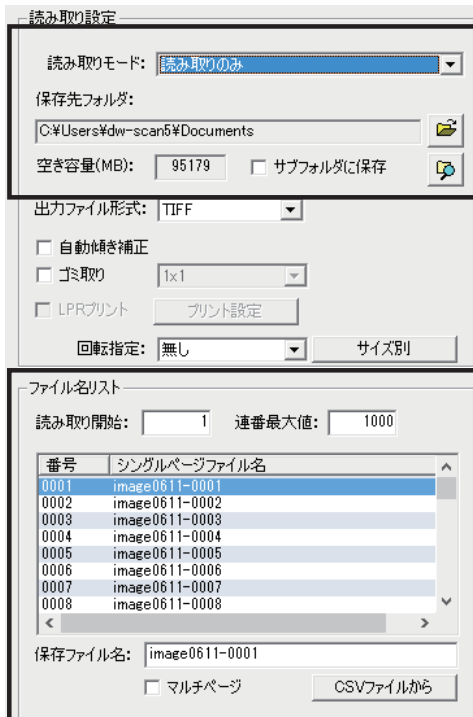 読み取り設定
読み取りモード: 読み取りのみ
保存先フォルダ:
C:¥Users¥dw-scan5¥Documents
空き容量(MB): 95179 サブフォルダに保存
出力ファイル形式: TIFF
自動傾き補正
ゴミ取り 1x1
LPRプリント プリント設定
回転指定: 無し サイズ別
ファイル名リスト
読み取り開始: 1 連番最大値: 1000
番号 シングルページファイル名
0001 image0611-0001
0002 image0611-0002
0003 image0611-0003
0004 image0611-0004
0005 image0611-0005
0006 image0611-0006
0007 image0611-0007
0008 image0611-0008
保存ファイル名: image0611-0001
マルチページ CSVファイルから